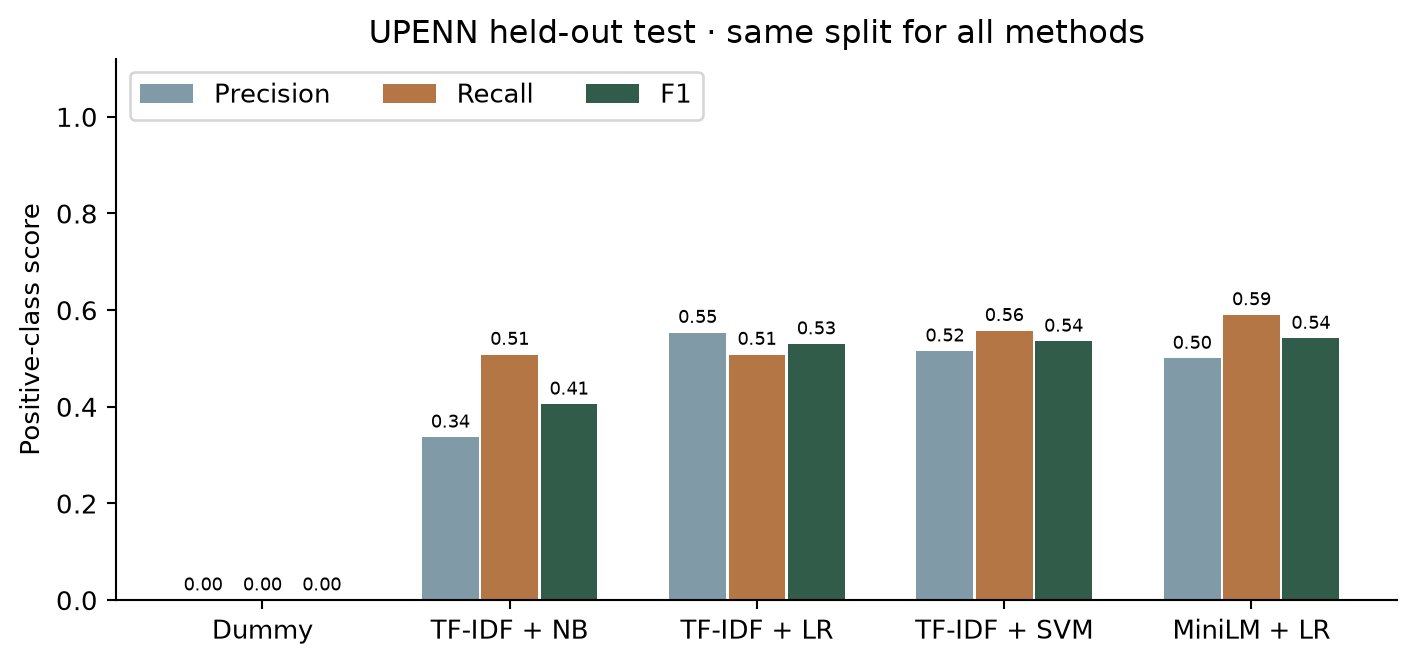 UPENN held-out test · same split for all methods
Precision Recall F1
Positive-class score
1.0
0.8
0.6
0.4
0.2
0.0
0.00 0.00 0.00
0.34 0.51 0.41
0.55 0.51 0.53
0.52 0.56 0.54
0.50 0.59 0.54
Dummy TF-IDF + NB TF-IDF + LR TF-IDF + SVM MiniLM + LR